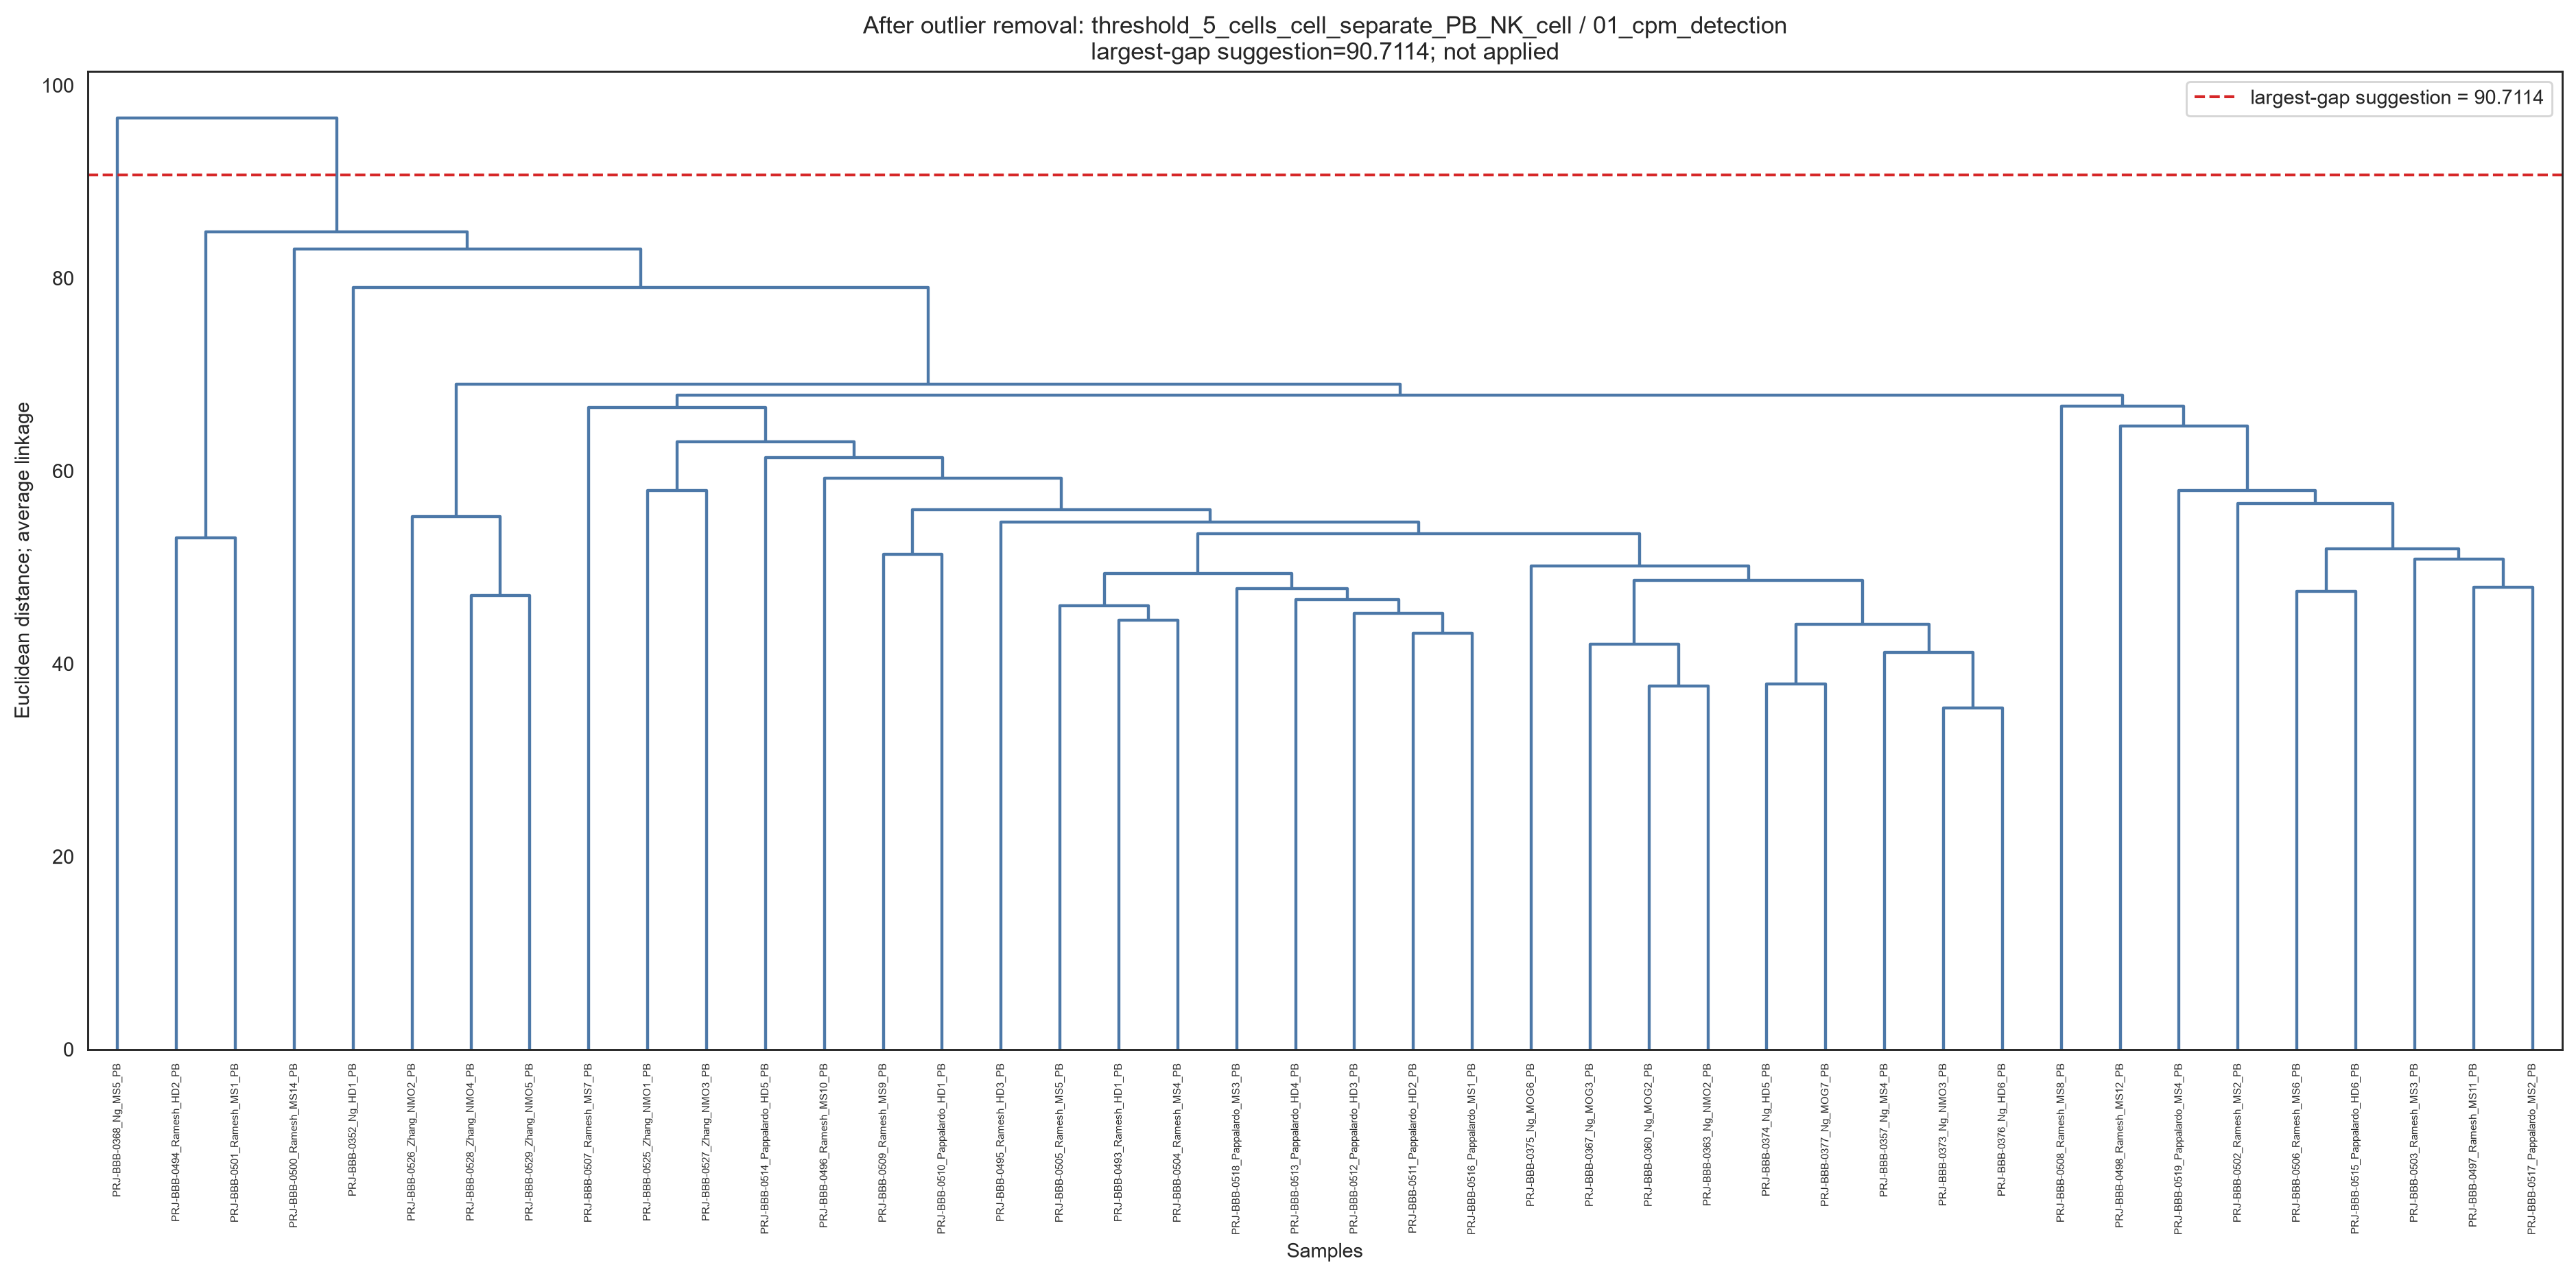 After outlier removal: threshold_5_cells_cell_separate_PB_NK_cell / 01_cpm_detection
largest-gap suggestion=90.7114; not applied
largest-gap suggestion = 90.7114
Euclidean distance; average linkage
100
80
60
40
20
0
PRJ-BBB-0368_Ng_MS5_PB
PRJ-BBB-0494_Ramesh_HD2_PB
PRJ-BBB-0501_Ramesh_MS1_PB
PRJ-BBB-0500_Ramesh_MS14_PB
PRJ-BBB-0352_Ng_HD1_PB
PRJ-BBB-0526_Zhang_NMO2_PB
PRJ-BBB-0528_Zhang_NMO4_PB
PRJ-BBB-0529_Zhang_NMO5_PB
PRJ-BBB-0507_Ramesh_MS7_PB
PRJ-BBB-0525_Zhang_NMO1_PB
PRJ-BBB-0527_Zhang_NMO3_PB
PRJ-BBB-0514_Pappalardo_HD5_PB
PRJ-BBB-0496_Ramesh_MS10_PB
PRJ-BBB-0509_Ramesh_MS9_PB
PRJ-BBB-0510_Pappalardo_HD1_PB
PRJ-BBB-0495_Ramesh_HD3_PB
PRJ-BBB-0505_Ramesh_MS5_PB
PRJ-BBB-0493_Ramesh_HD1_PB
PRJ-BBB-0504_Ramesh_MS4_PB
PRJ-BBB-0518_Pappalardo_MS3_PB
PRJ-BBB-0513_Pappalardo_HD4_PB
PRJ-BBB-0512_Pappalardo_HD3_PB
PRJ-BBB-0511_Pappalardo_HD2_PB
PRJ-BBB-0516_Pappalardo_MS1_PB
PRJ-BBB-0375_Ng_MOG6_PB
PRJ-BBB-0367_Ng_MOG3_PB
PRJ-BBB-0360_Ng_MOG2_PB
PRJ-BBB-0363_Ng_NMO2_PB
PRJ-BBB-0374_Ng_HD5_PB
PRJ-BBB-0377_Ng_MOG7_PB
PRJ-BBB-0357_Ng_MS4_PB
PRJ-BBB-0373_Ng_NMO3_PB
PRJ-BBB-0376_Ng_HD6_PB
PRJ-BBB-0508_Ramesh_MS8_PB
PRJ-BBB-0498_Ramesh_MS12_PB
PRJ-BBB-0519_Pappalardo_MS4_PB
PRJ-BBB-0502_Ramesh_MS2_PB
PRJ-BBB-0506_Ramesh_MS6_PB
PRJ-BBB-0515_Pappalardo_HD6_PB
PRJ-BBB-0503_Ramesh_MS3_PB
PRJ-BBB-0497_Ramesh_MS11_PB
PRJ-BBB-0517_Pappalardo_MS2_PB
Samples